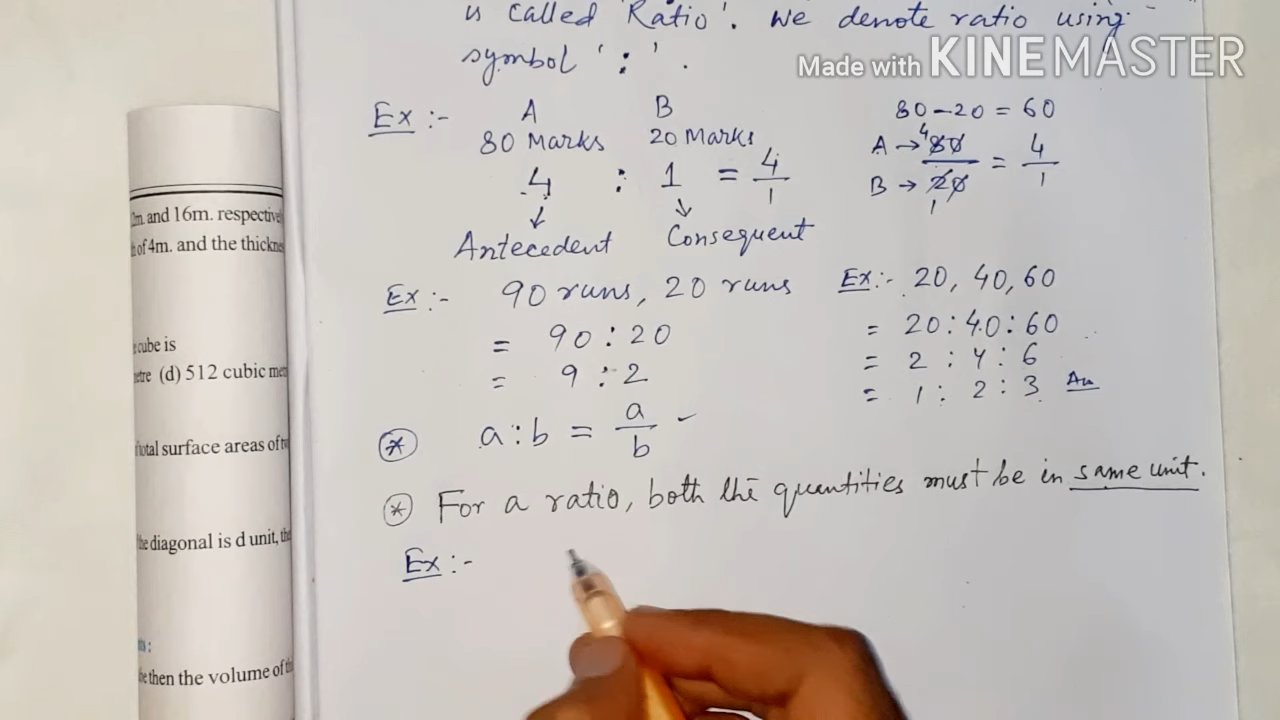 is called 'Ratio'. We denote ratio using
symbol ' : ' .
Made with KINEMASTER
Ex :-
A B
80 Marks 20 Marks
4 : 1 = 4/1
Antecedent Consequent
80 - 20 = 60
A → 80
B → 20
4
1
= 4/1
Ex :- 90 runs, 20 runs
= 90 : 20
= 9 : 2
Ex :- 20, 40, 60
= 20 : 40 : 60
= 2 : 4 : 6
= 1 : 2 : 3 An
* a : b = a/b
* For a ratio, both the quantities must be in same unit.
Ex :-
m. and 16m. respective
of 4m. and the thickn
cube is
etre (d) 512 cubic me
total surface areas of
the diagonal is d unit, th
be then the volume of